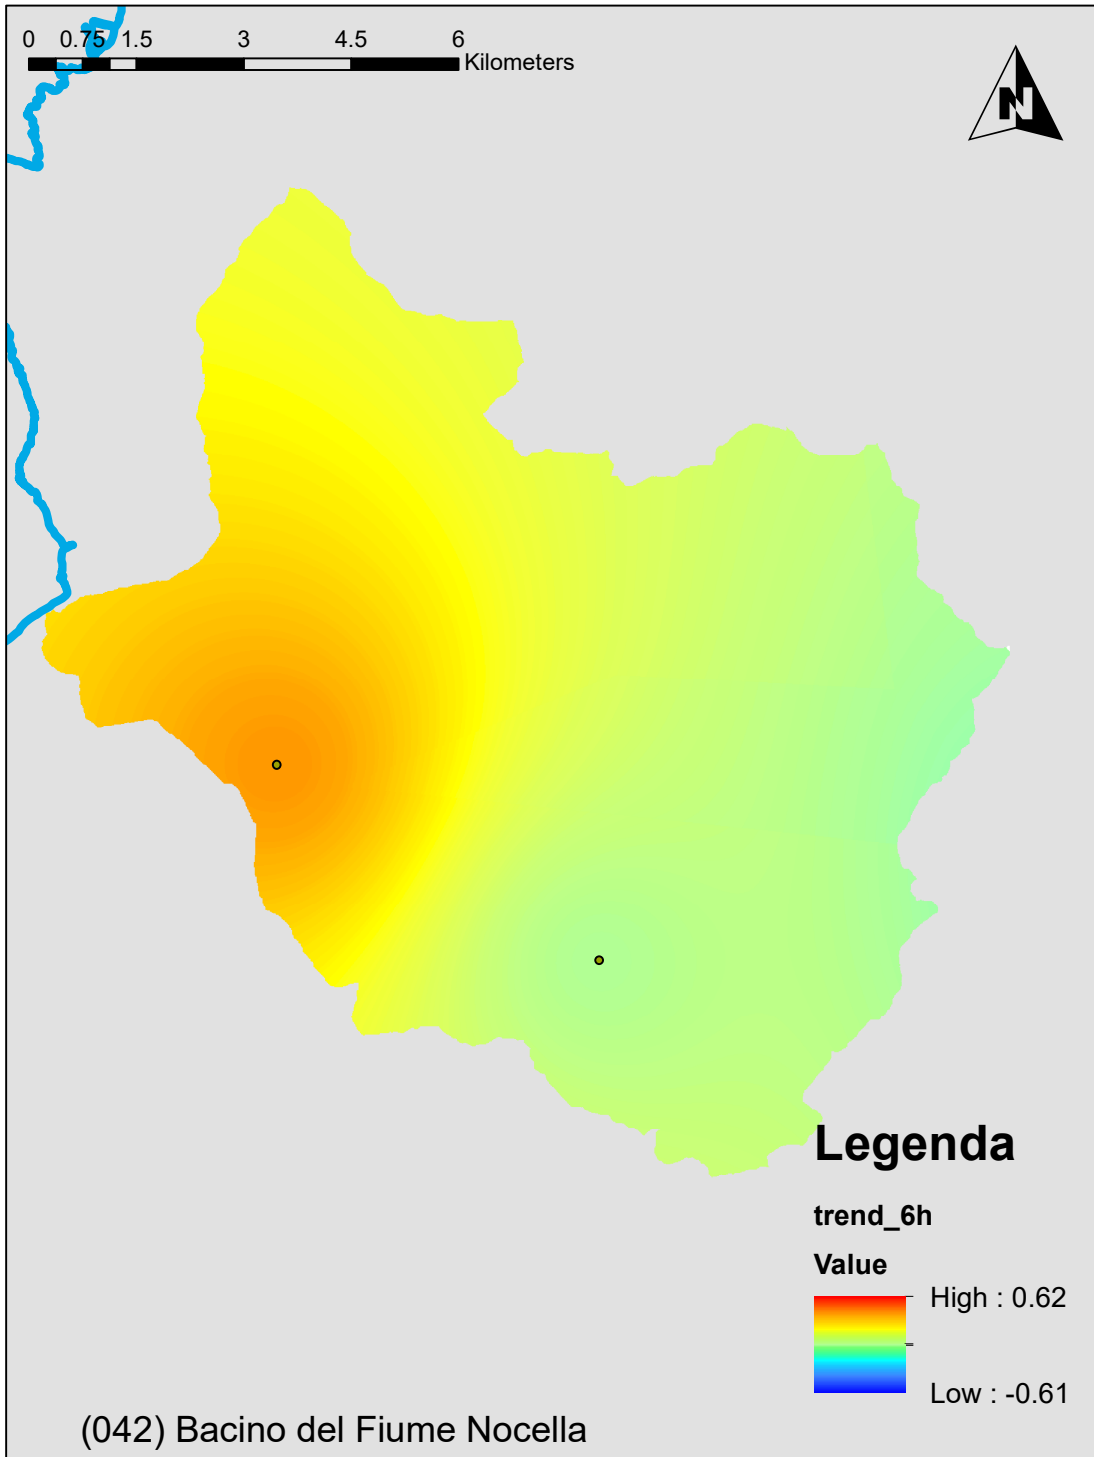 0 0.75 1.5 3 4.5 6
Kilometers
N
Legenda
trend_6h
Value
High : 0.62
Low : -0.61
(042) Bacino del Fiume Nocella